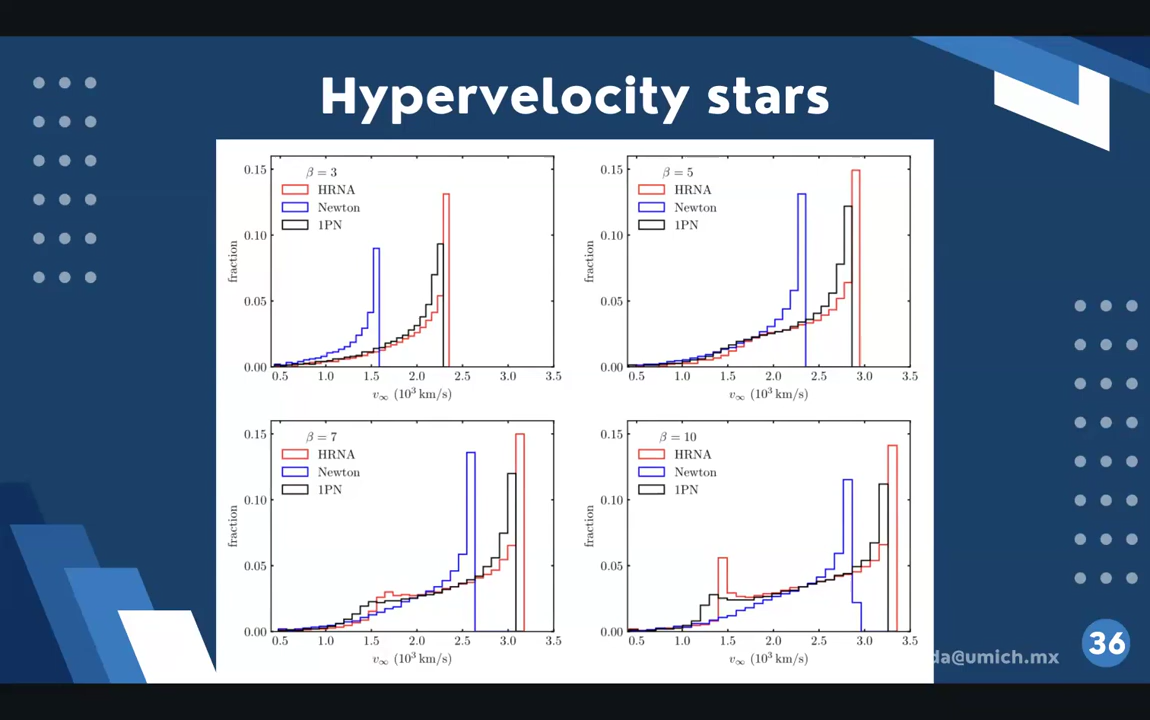 Hypervelocity stars
0.15
0.10
0.05
0.00
fraction
β = 3
HRNA
Newton
1PN
0.5 1.0 1.5 2.0 2.5 3.0 3.5
v∞ (10³ km/s)
0.15
0.10
0.05
0.00
fraction
β = 5
HRNA
Newton
1PN
0.5 1.0 1.5 2.0 2.5 3.0 3.5
v∞ (10³ km/s)
0.15
0.10
0.05
0.00
fraction
β = 7
HRNA
Newton
1PN
0.5 1.0 1.5 2.0 2.5 3.0 3.5
v∞ (10³ km/s)
0.15
0.10
0.05
0.00
fraction
β = 10
HRNA
Newton
1PN
0.5 1.0 1.5 2.0 2.5 3.0 3.5
v∞ (10³ km/s)
da@umich.mx
36